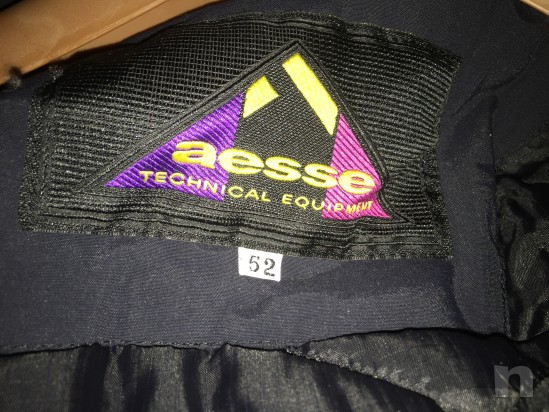 aesse
TECHNICAL EQUIPMENT
52
n